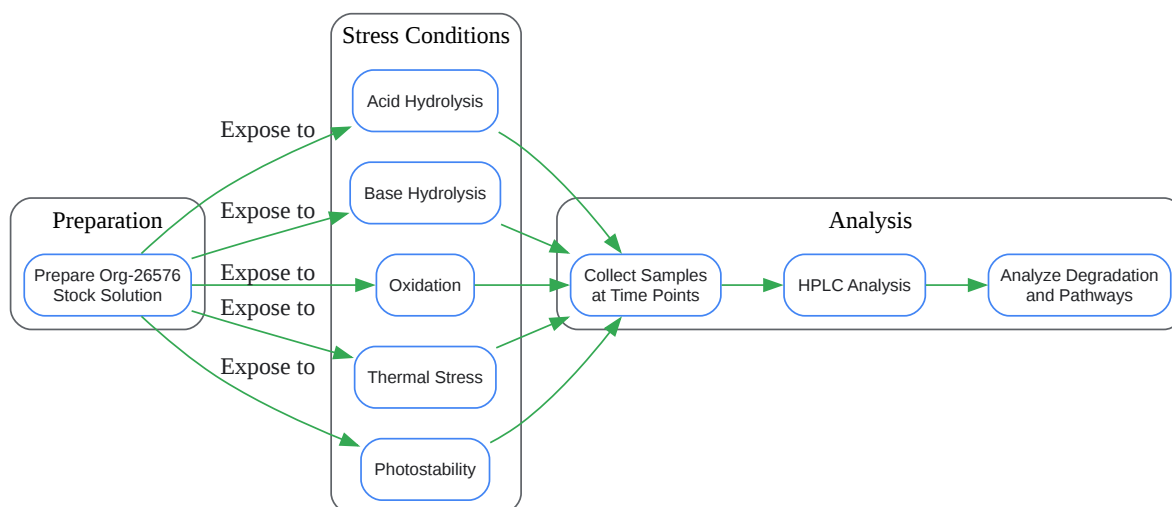 Preparation
Prepare Org-26576
Stock Solution
Expose to
Expose to
Expose to
Expose to
Expose to
Stress Conditions
Acid Hydrolysis
Base Hydrolysis
Oxidation
Thermal Stress
Photostability
Analysis
Collect Samples
at Time Points
HPLC Analysis
Analyze Degradation
and Pathways